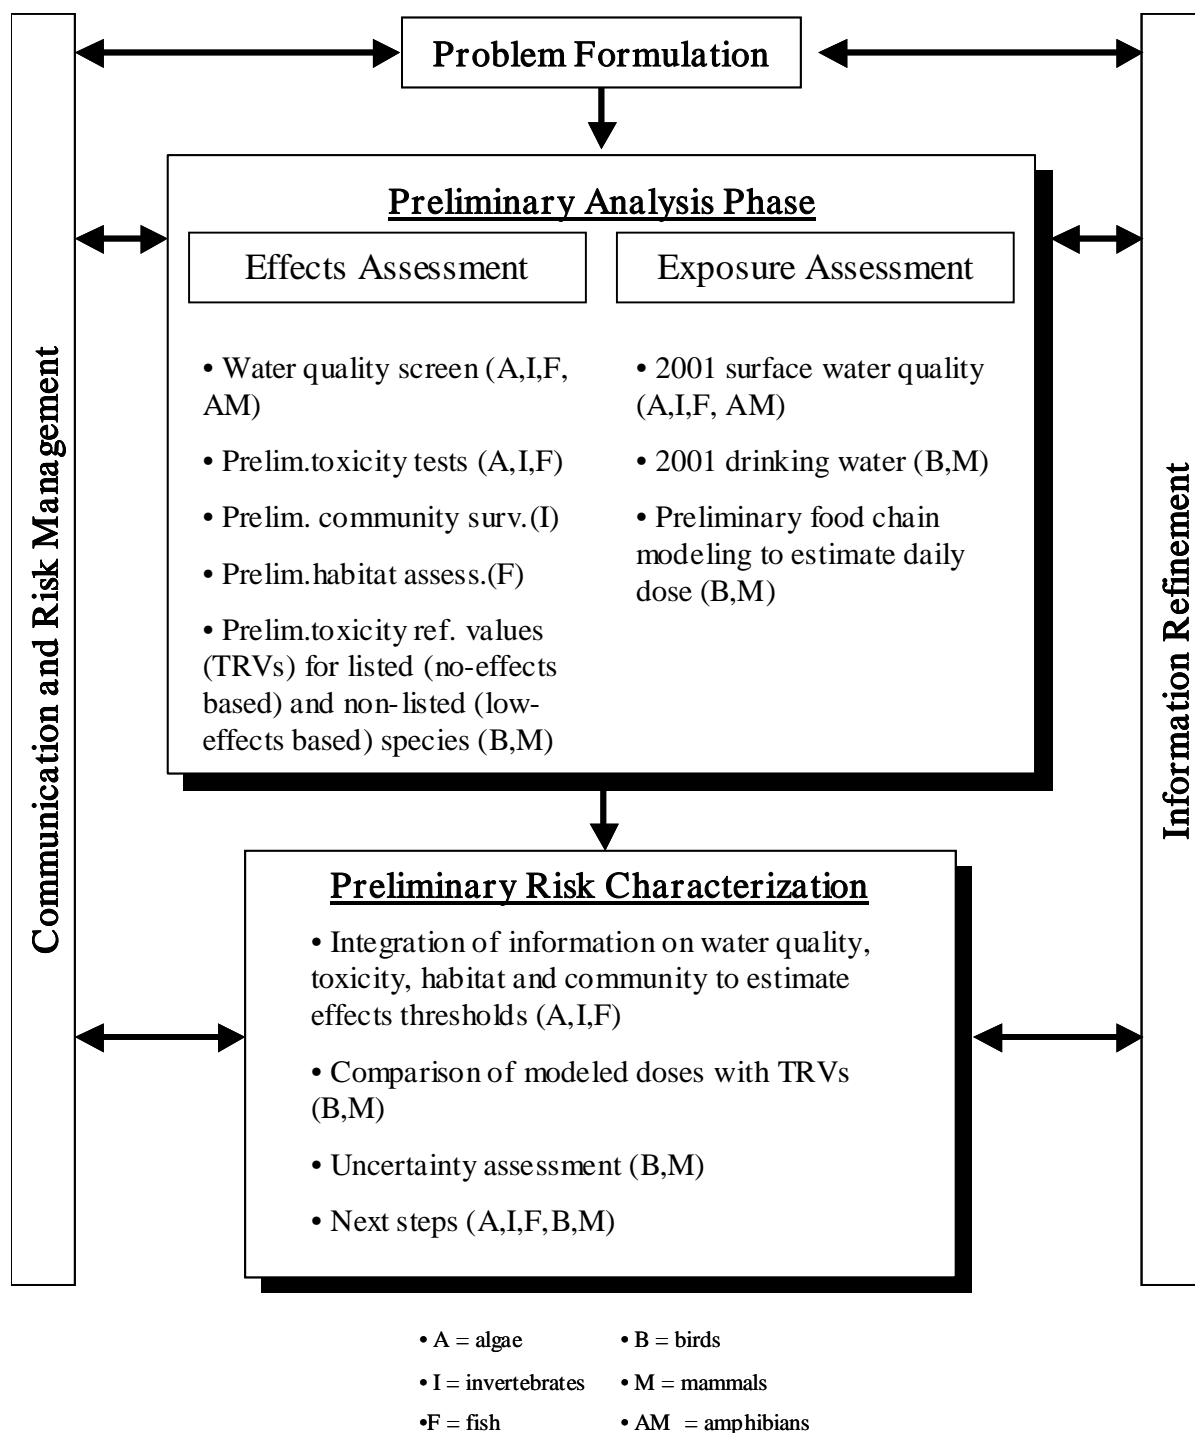 Problem Formulation
Communication and Risk Management
Information Refinement
Preliminary Analysis Phase
Effects Assessment
• Water quality screen (A,I,F,
AM)
• Prelim.toxicity tests (A,I,F)
• Prelim. community surv.(I)
• Prelim.habitat assess.(F)
• Prelim.toxicity ref. values
(TRVs) for listed (no-effects
based) and non-listed (low-
effects based) species (B,M)
Exposure Assessment
• 2001 surface water quality
(A,I,F, AM)
• 2001 drinking water (B,M)
• Preliminary food chain
modeling to estimate daily
dose (B,M)
Preliminary Risk Characterization
• Integration of information on water quality,
toxicity, habitat and community to estimate
effects thresholds (A,I,F)
• Comparison of modeled doses with TRVs
(B,M)
• Uncertainty assessment (B,M)
• Next steps (A,I,F,B,M)
• A = algae
• I = invertebrates
•F = fish
• B = birds
• M = mammals
• AM = amphibians